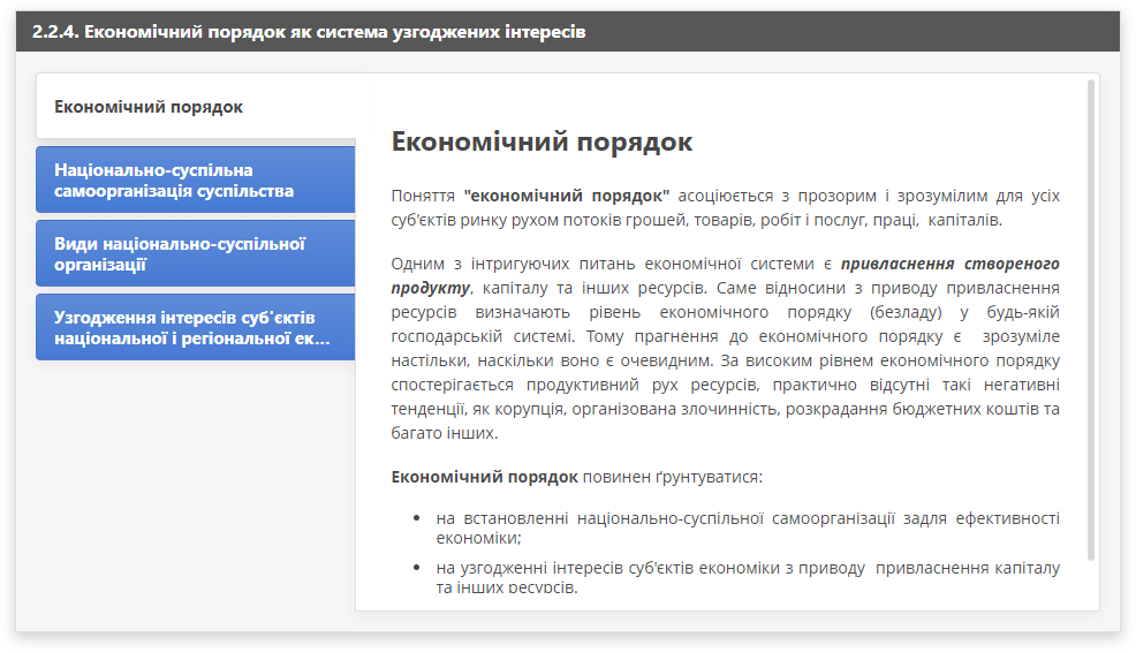 2.2.4. Економічний порядок як система узгоджених інтересів
Економічний порядок
Національно-суспільна
самоорганізація суспільства
Види національно-суспільної
організації
Узгодження інтересів суб'єктів
національної і регіональної ек...
Економічний порядок
Поняття "економічний порядок" асоціюється з прозорим і зрозумілим для усіх
суб'єктів ринку рухом потоків грошей, товарів, робіт і послуг, праці, капіталів.
Одним з інтригуючих питань економічної системи є привласнення створеного
продукту, капіталу та інших ресурсів. Саме відносини з приводу привласнення
ресурсів визначають рівень економічного порядку (безладу) у будь-якій
господарській системі. Тому прагнення до економічного порядку є зрозуміле
настільки, наскільки воно є очевидним. За високим рівнем економічного порядку
спостерігається продуктивний рух ресурсів, практично відсутні такі негативні
тенденції, як корупція, організована злочинність, розкрадання бюджетних коштів та
багато інших.
Економічний порядок повинен ґрунтуватися:
• на встановленні національно-суспільної самоорганізації задля ефективності
економіки;
• на узгодженні інтересів суб'єктів економіки з приводу привласнення капіталу
та інших ресурсів.